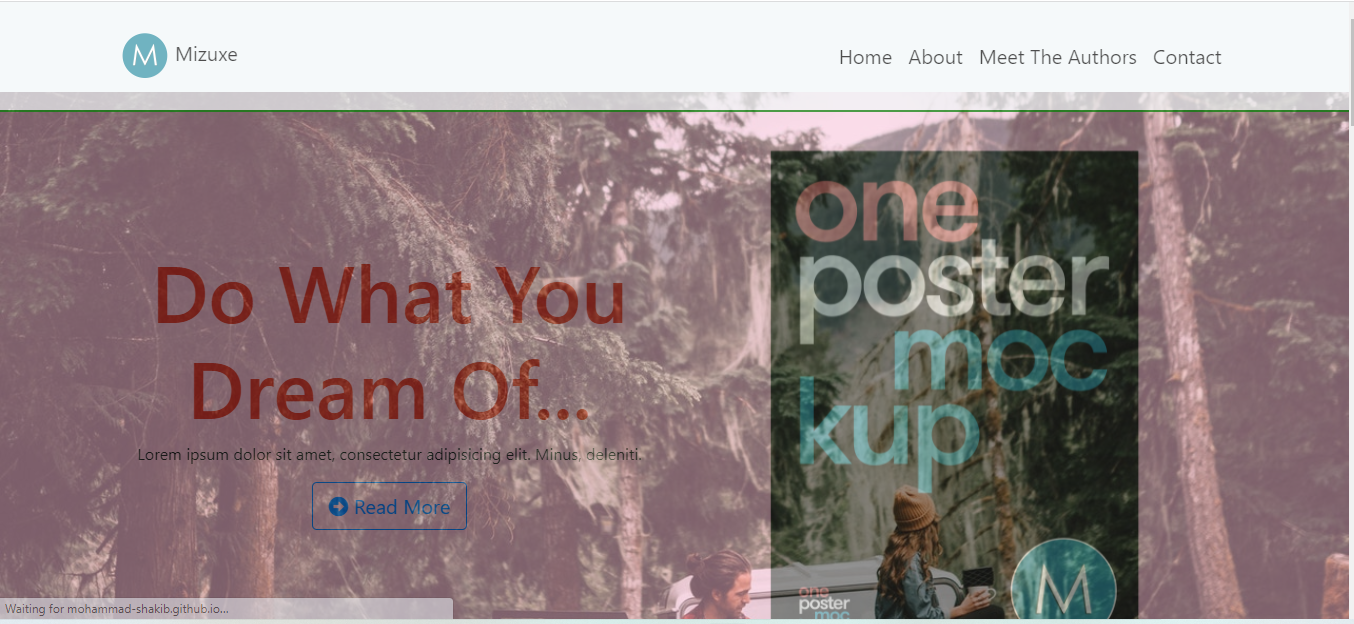 M Mizuxe
Home About Meet The Authors Contact
Do What You
Dream Of...
Lorem ipsum dolor sit amet, consectetur adipisicing elit. Minus, deleniti.
Read More
one
poster
moc
kup
M
one
poster
moc
Waiting for mohammad-shakib.github.io...